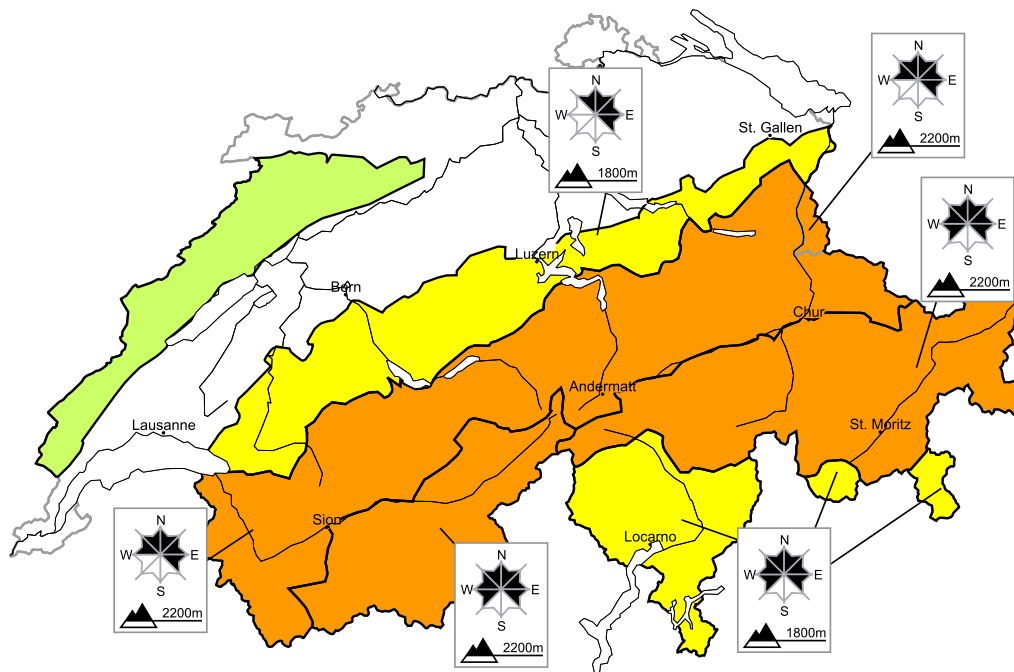 N
W E
S
2200m
N
W E
S
1800m
St. Gallen
N
W E
S
2200m
Luzern
Bern
Chur
Andermatt
Lausanne
St. Moritz
N
W E
S
2200m
Sion
Locarno
N
W E
S
2200m
N
W E
S
1800m